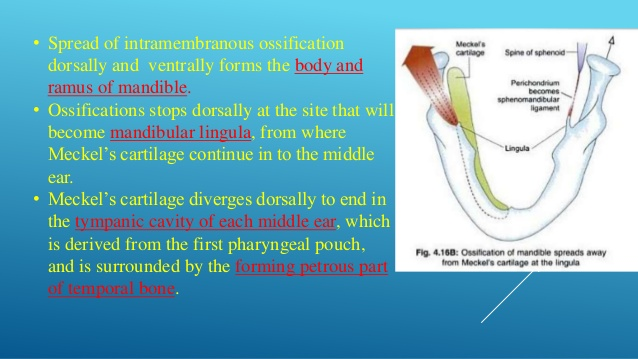 • Spread of intramembranous ossification
dorsally and ventrally forms the body and
ramus of mandible.
• Ossifications stops dorsally at the site that will
become mandibular lingula, from where
Meckel's cartilage continue in to the middle
ear.
• Meckel's cartilage diverges dorsally to end in
the tympanic cavity of each middle ear, which
is derived from the first pharyngeal pouch,
and is surrounded by the forming petrous part
of temporal bone.
Meckel's
cartilage
Spine of sphenoid
Perichondrium
becomes
sphenomandibular
ligament
Lingula
Fig. 4.16B: Ossification of mandible spreads away
from Meckel's cartilage at the lingula